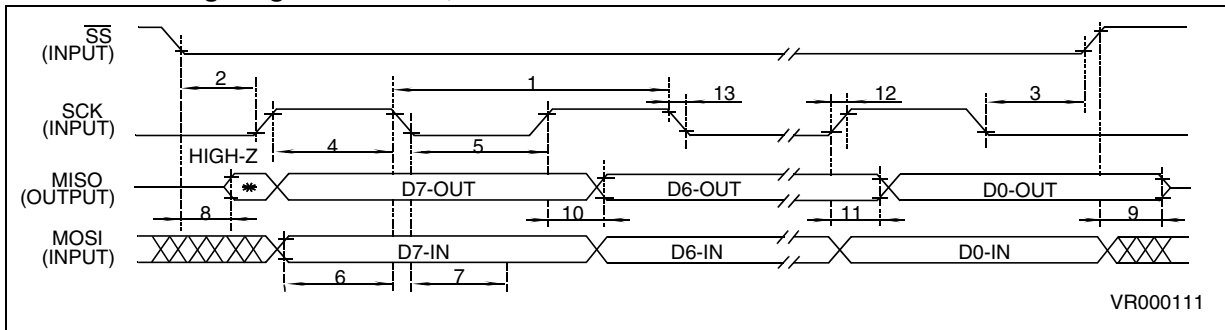 SS
(INPUT)
2
1
13
12
3
SCK
(INPUT)
4
5
HIGH-Z
MISO
(OUTPUT)
*
D7-OUT
D6-OUT
D0-OUT
8
10
11
9
MOSI
(INPUT)
D7-IN
D6-IN
D0-IN
6
7
VR000111